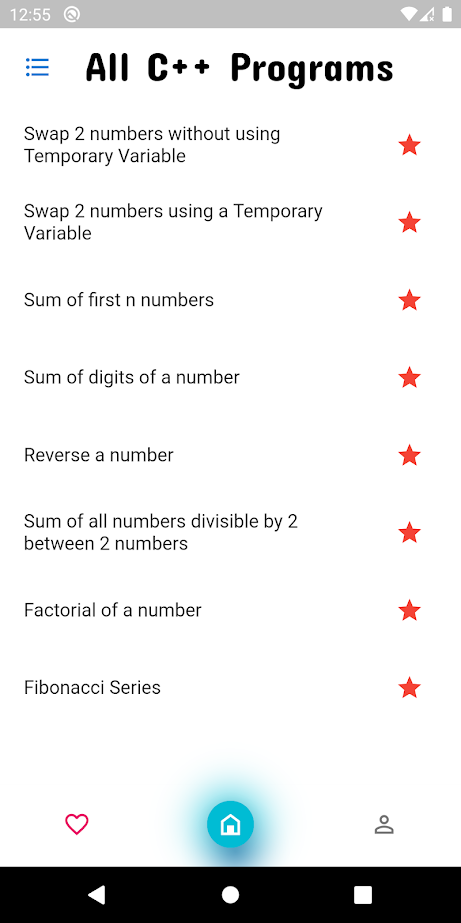 12:55
All C++ Programs
Swap 2 numbers without using
Temporary Variable
Swap 2 numbers using a Temporary
Variable
Sum of first n numbers
Sum of digits of a number
Reverse a number
Sum of all numbers divisible by 2
between 2 numbers
Factorial of a number
Fibonacci Series